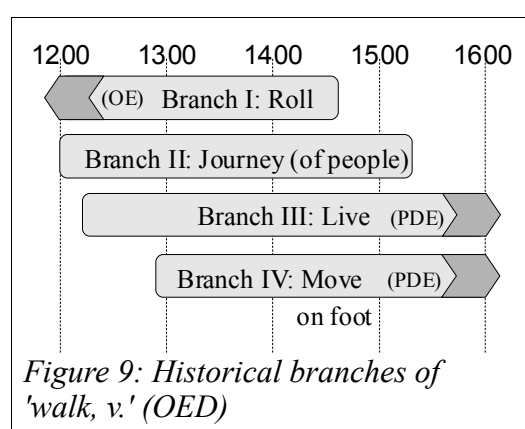 1200 1300 1400 1500 1600
(OE) Branch I: Roll
Branch II: Journey (of people)
Branch III: Live (PDE)
Branch IV: Move (PDE)
on foot
Figure 9: Historical branches of
'walk, v.' (OED)